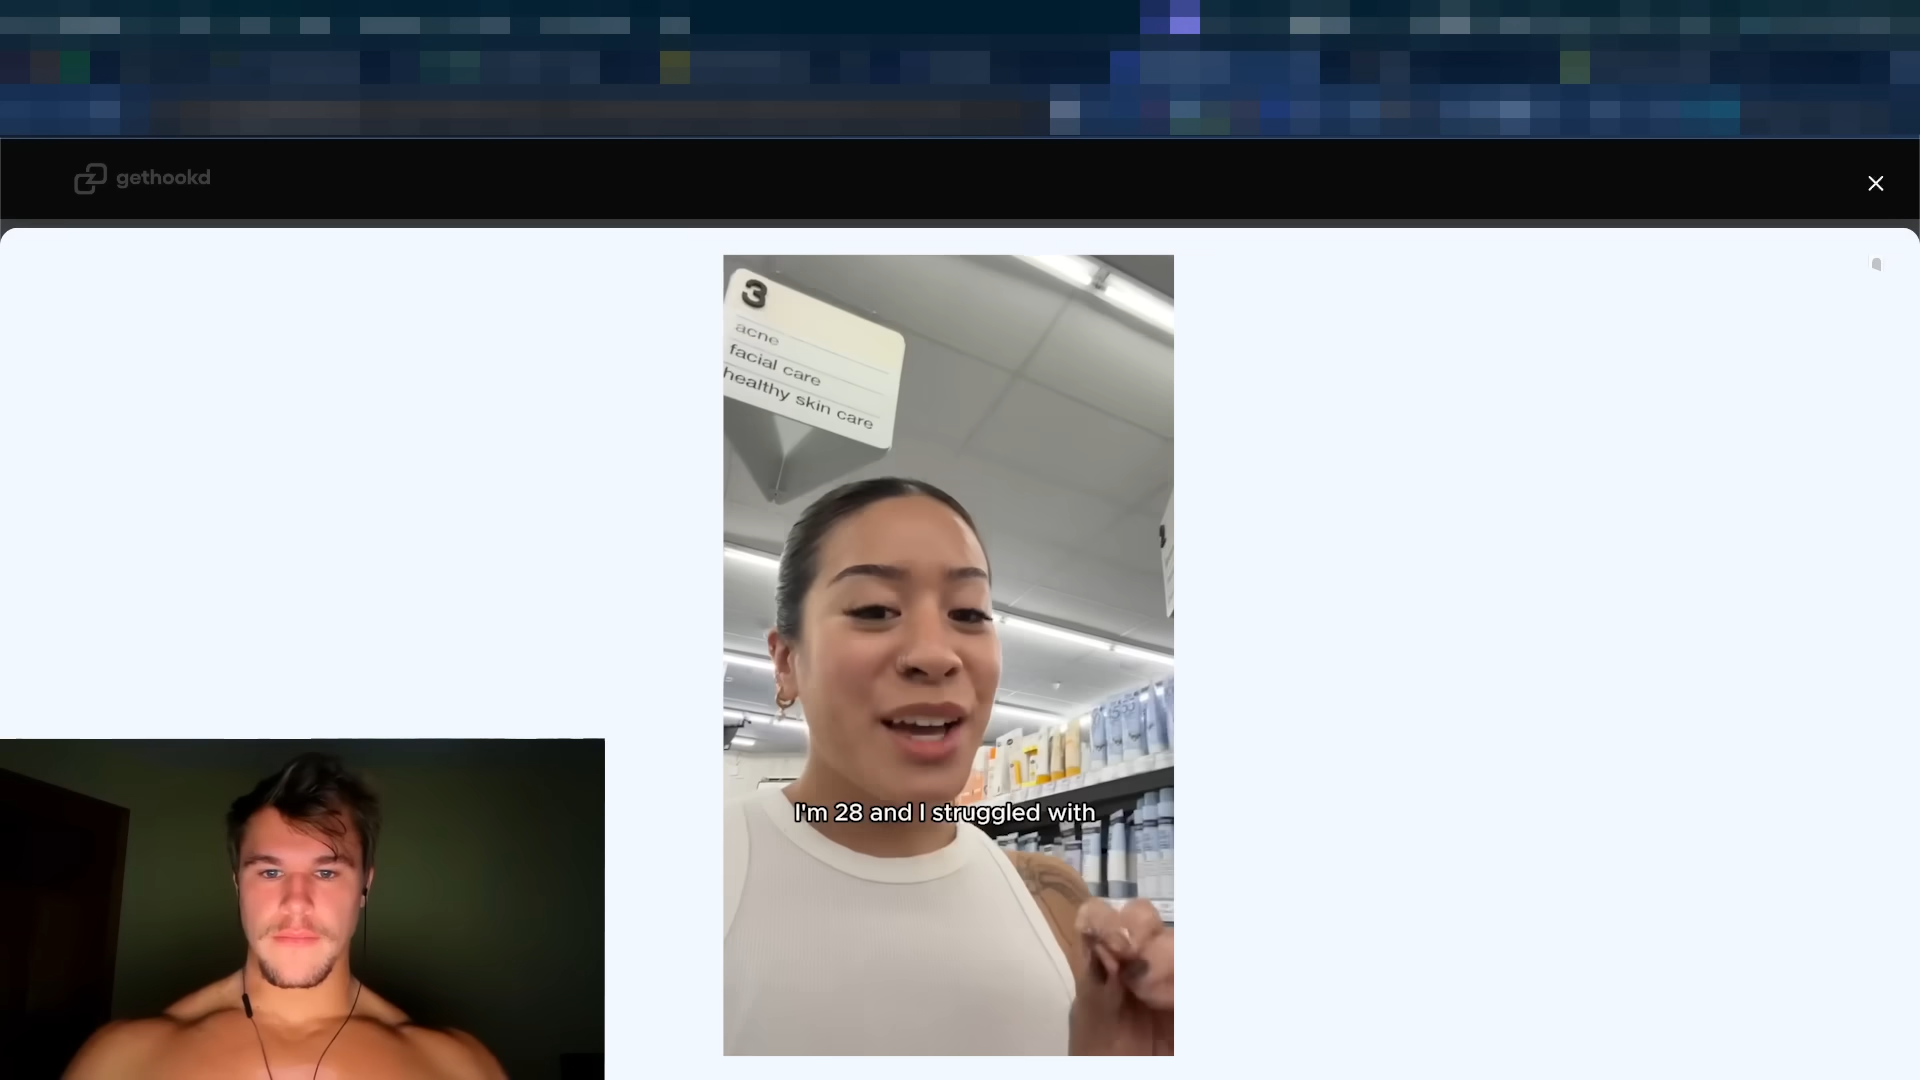 gethookd
3
acne
facial care
healthy skin care
I'm 28 and I struggled with